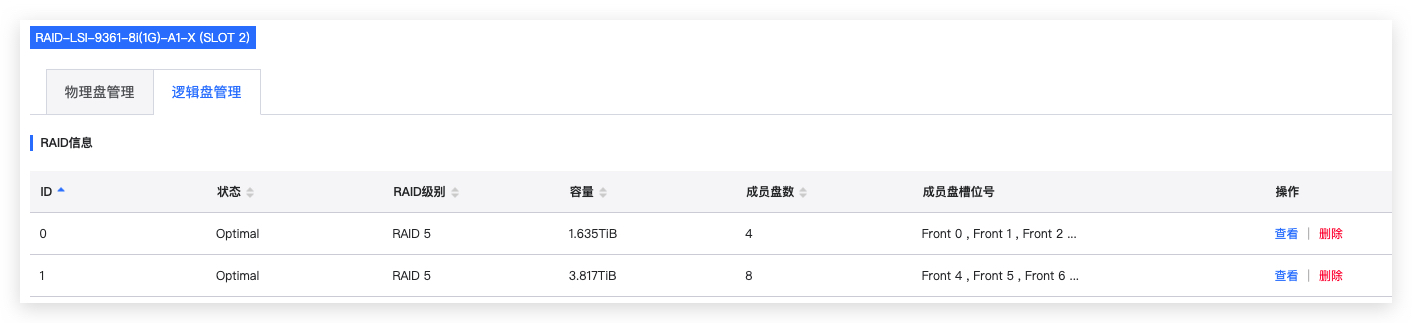 RAID-LSI-9361-8i(1G)-A1-X (SLOT 2)
物理盘管理 逻辑盘管理
RAID信息
ID 状态 RAID级别 容量 成员盘数 成员盘槽位号 操作
0 Optimal RAID 5 1.635TiB 4 Front 0 , Front 1 , Front 2 ... 查看 | 删除
1 Optimal RAID 5 3.817TiB 8 Front 4 , Front 5 , Front 6 ... 查看 | 删除